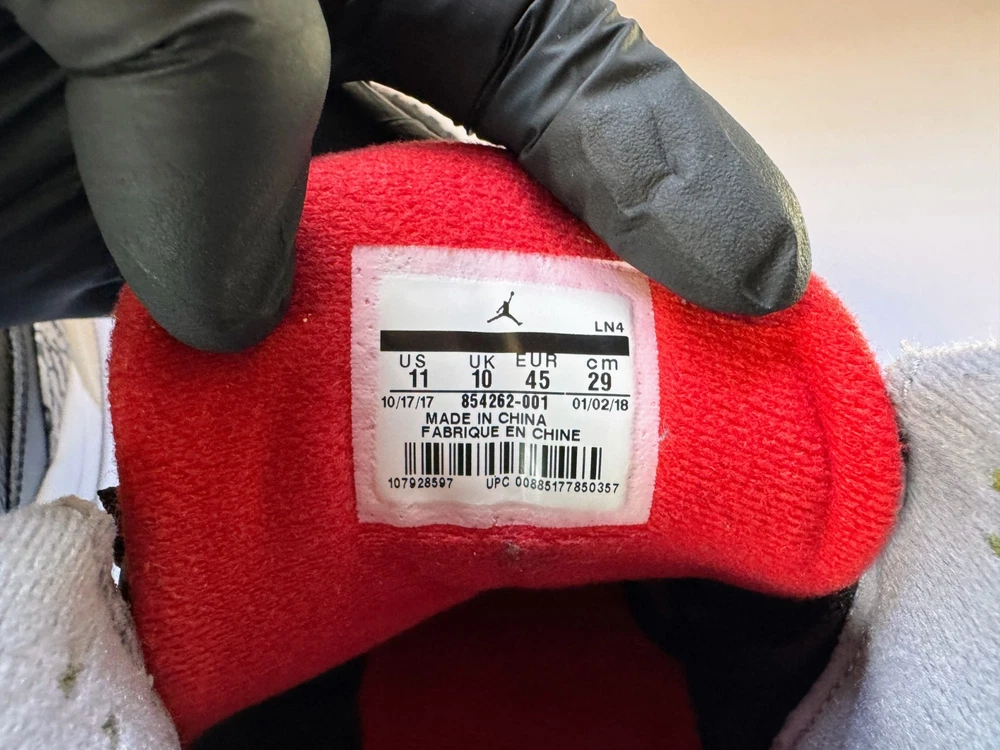 LN4
US UK EUR cm
11 10 45 29
10/17/17 854262-001 01/02/18
MADE IN CHINA
FABRIQUE EN CHINE
107928597 UPC 00885177850357